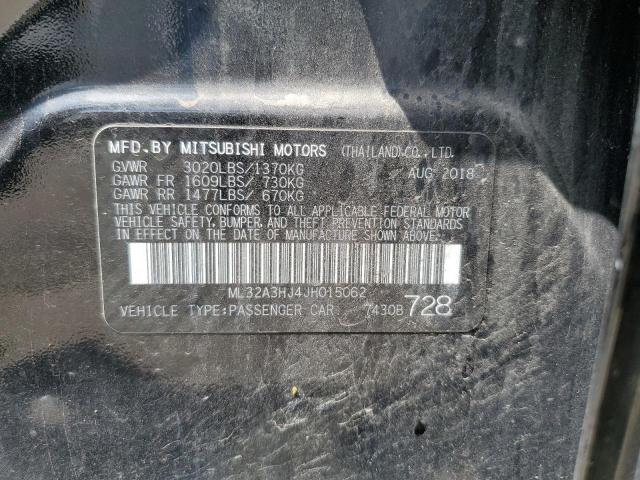 MFD.BY MITSUBISHI MOTORS (THAILAND)CO.,LTD.
GVWR 3020LBS/1370KG AUG 2018
GAWR FR 1609LBS/ 730KG
GAWR RR 1477LBS/ 670KG
THIS VEHICLE CONFORMS TO ALL APPLICABLE FEDERAL MOTOR
VEHICLE SAFETY, BUMPER, AND THEFT PREVENTION STANDARDS
IN EFFECT ON THE DATE OF MANUFACTURE SHOWN ABOVE.
ML32A3HJ4JH015062
VEHICLE TYPE:PASSENGER CAR 7430B 728